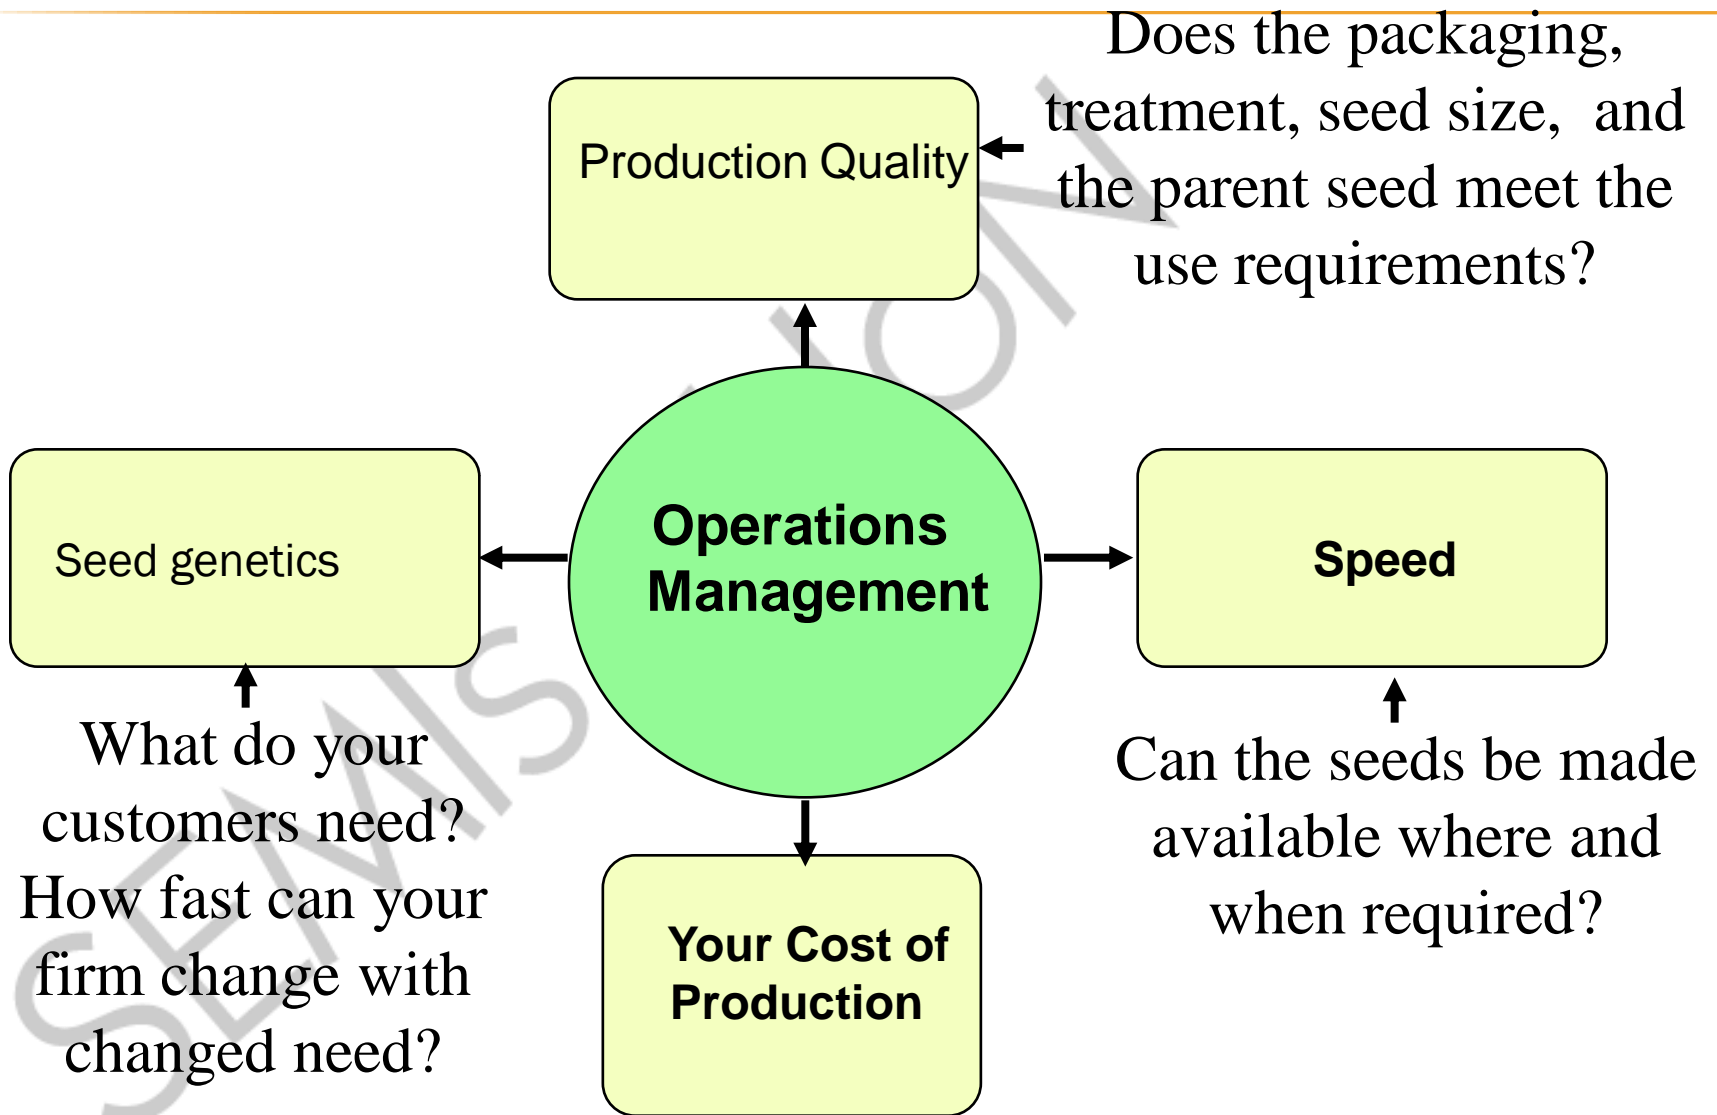 Does the packaging,
treatment, seed size, and
the parent seed meet the
use requirements?
Production Quality
Operations
Management
Seed genetics
Speed
What do your
customers need?
How fast can your
firm change with
changed need?
Can the seeds be made
available where and
when required?
Your Cost of
Production